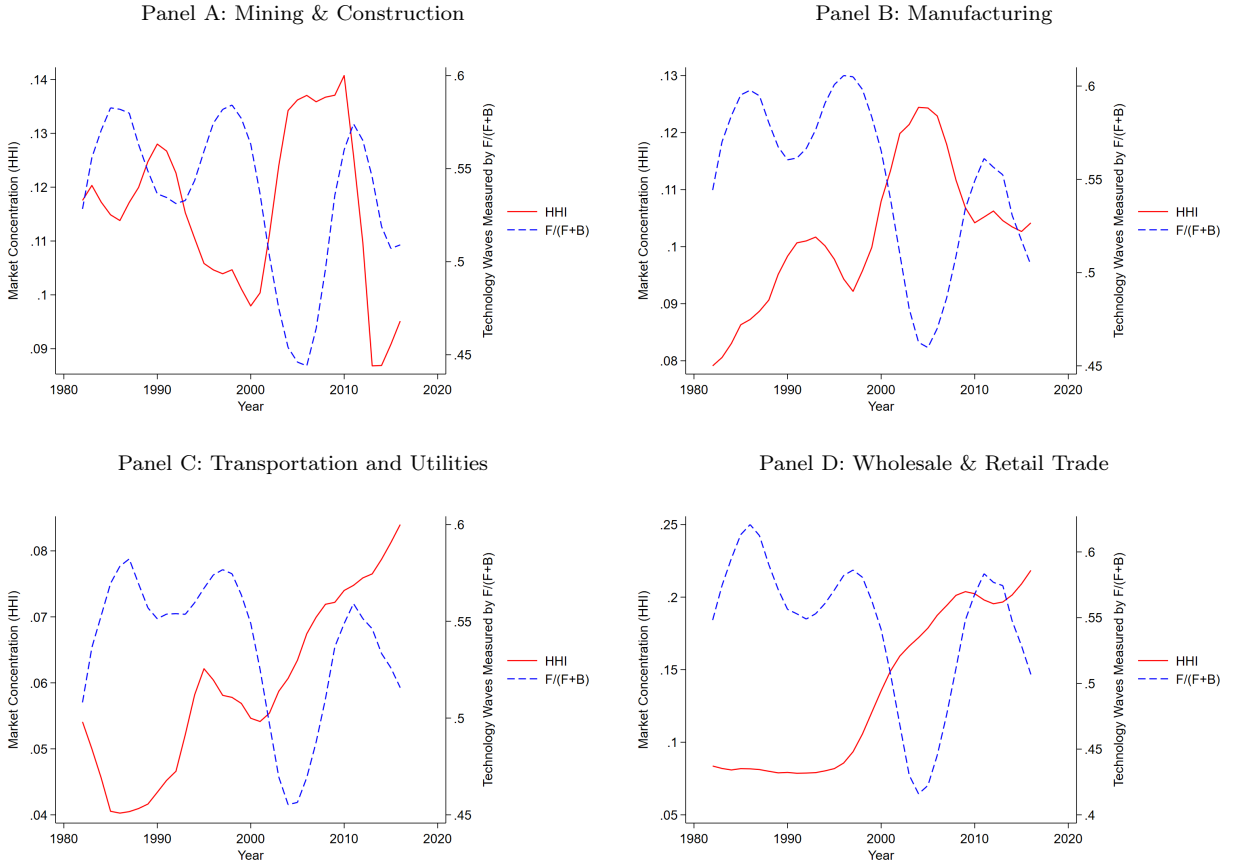 Panel A: Mining & Construction
Market Concentration (HHI)
.14
.13
.12
.11
.1
.09
.6
.55
.5
.45
Technology Waves Measured by F/(F+B)
1980
1990
2000
2010
2020
Year
HHI
F/(F+B)
Panel B: Manufacturing
Market Concentration (HHI)
.13
.12
.11
.1
.09
.08
.6
.55
.5
.45
Technology Waves Measured by F/(F+B)
1980
1990
2000
2010
2020
Year
HHI
F/(F+B)
Panel C: Transportation and Utilities
Market Concentration (HHI)
.08
.07
.06
.05
.04
.6
.55
.5
.45
Technology Waves Measured by F/(F+B)
1980
1990
2000
2010
2020
Year
HHI
F/(F+B)
Panel D: Wholesale & Retail Trade
Market Concentration (HHI)
.25
.2
.15
.1
.05
.6
.55
.5
.45
.4
Technology Waves Measured by F/(F+B)
1980
1990
2000
2010
2020
Year
HHI
F/(F+B)